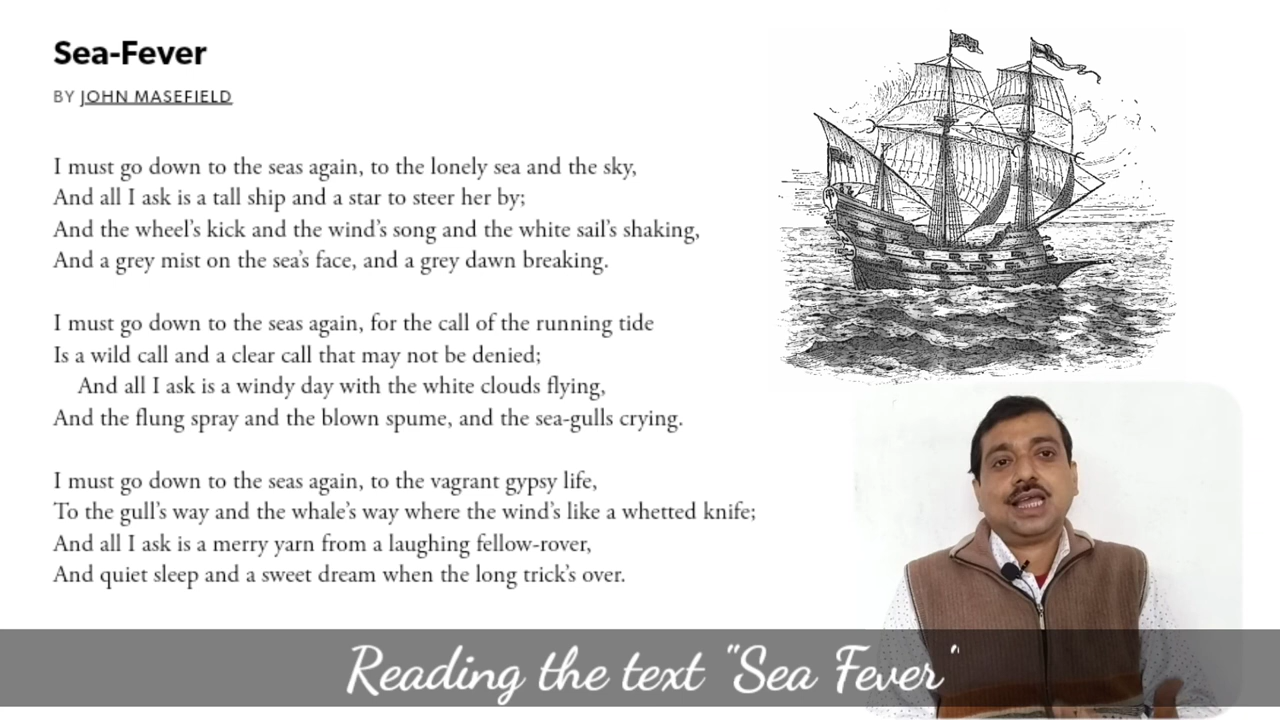 Sea-Fever
BY JOHN MASEFIELD
I must go down to the seas again, to the lonely sea and the sky,
And all I ask is a tall ship and a star to steer her by;
And the wheel's kick and the wind's song and the white sail's shaking,
And a grey mist on the sea's face, and a grey dawn breaking.
I must go down to the seas again, for the call of the running tide
Is a wild call and a clear call that may not be denied;
And all I ask is a windy day with the white clouds flying,
And the flung spray and the blown spume, and the sea-gulls crying.
I must go down to the seas again, to the vagrant gypsy life,
To the gull's way and the whale's way where the wind's like a whetted knife;
And all I ask is a merry yarn from a laughing fellow-rover,
And quiet sleep and a sweet dream when the long trick's over.
Reading the text "Sea Fever"